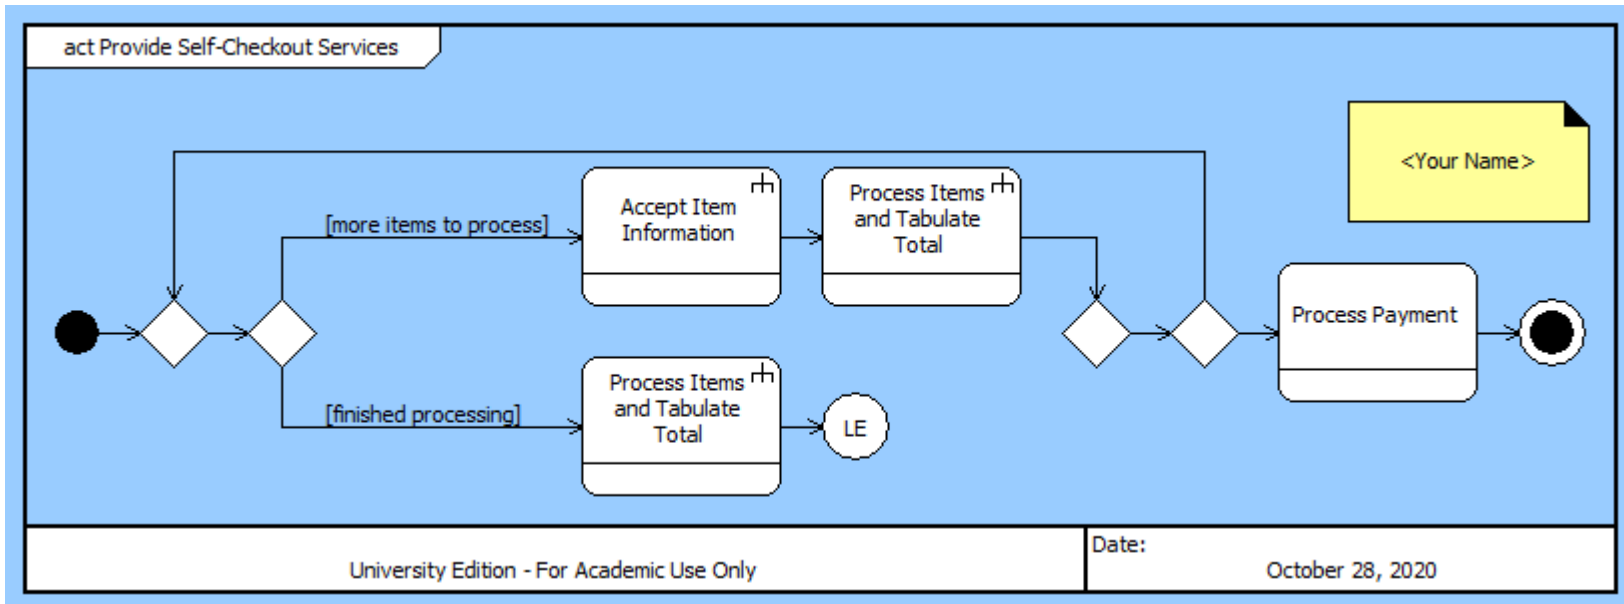 act Provide Self-Checkout Services
<Your Name>
[more items to process]
Accept Item
Information
Process Items
and Tabulate
Total
Process Payment
[finished processing]
Process Items
and Tabulate
Total
LE
University Edition - For Academic Use Only
Date:
October 28, 2020